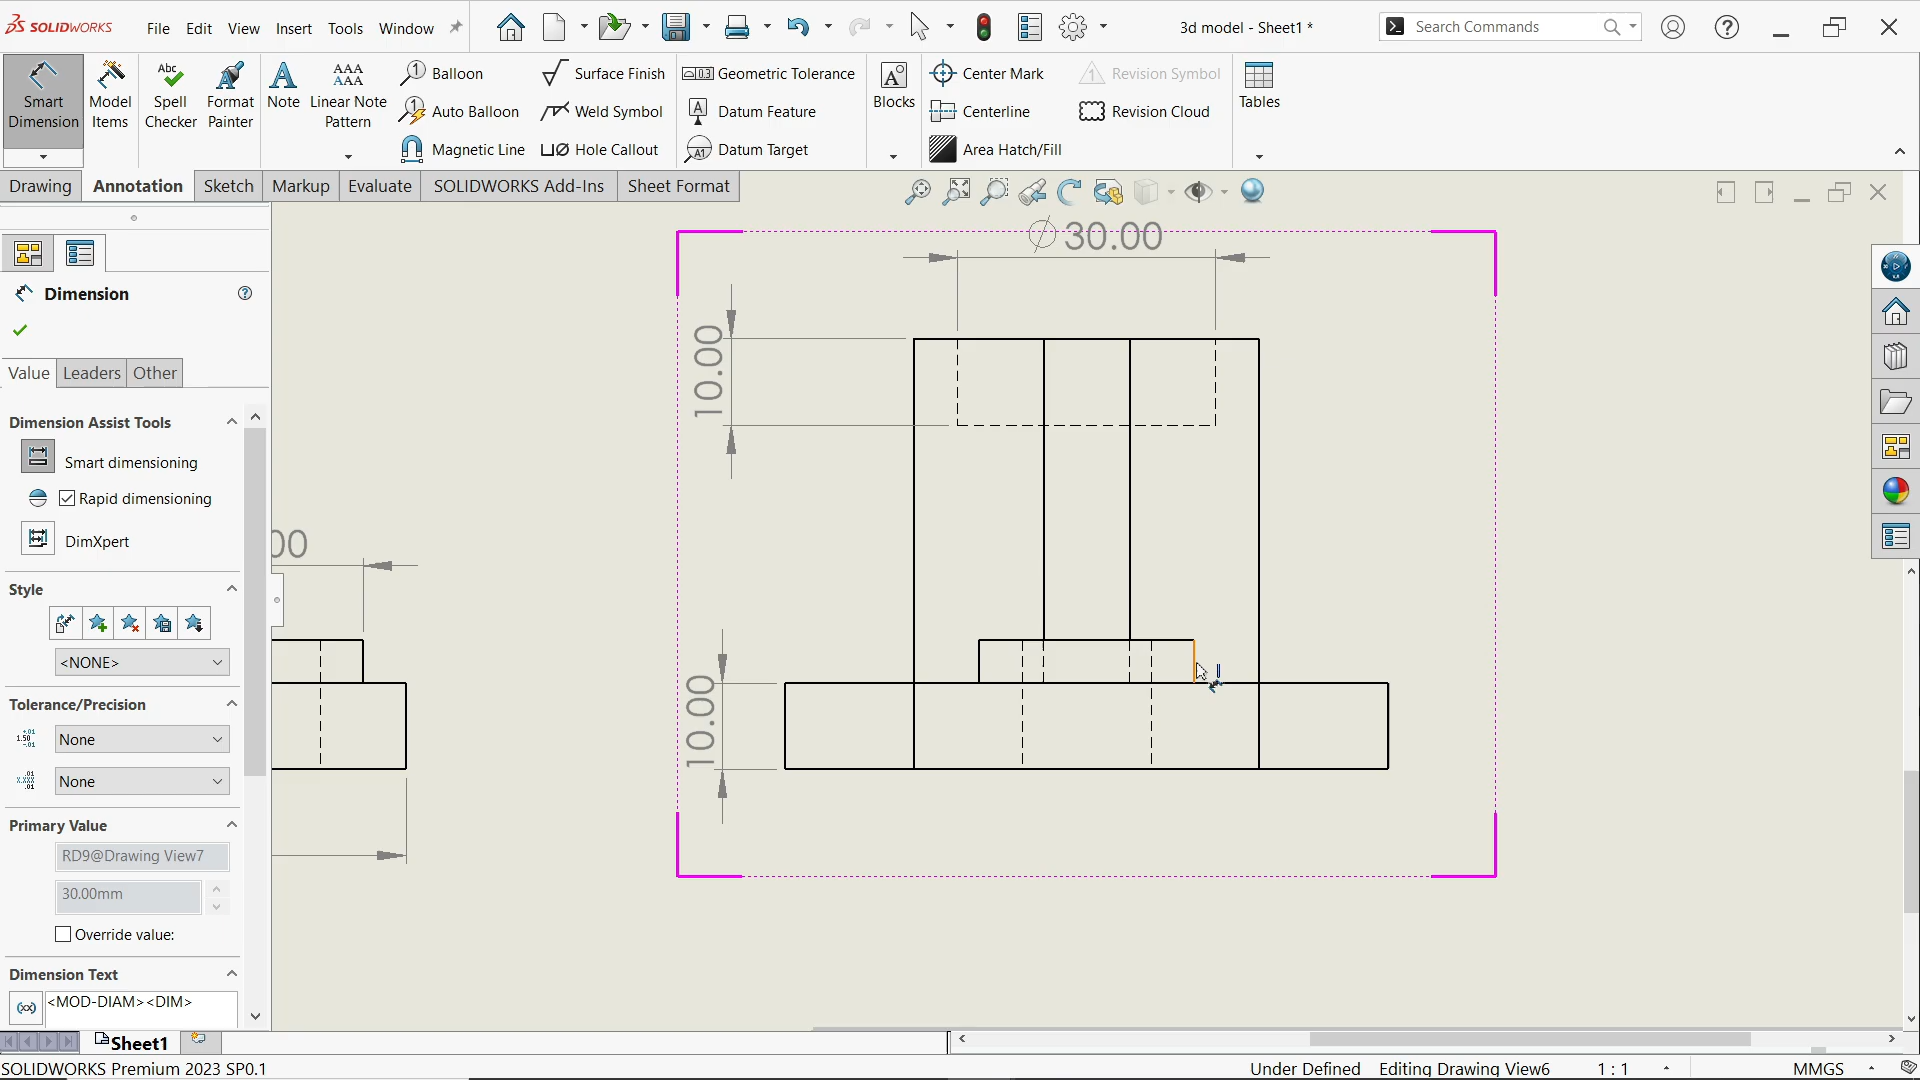 SOLIDWORKS
File Edit View Insert Tools Window
3d model - Sheet1 *
Search Commands
Smart Dimension
Model Items
Abc
Spell Checker
Format Painter
Note
AAA
AAA
Linear Note Pattern
Balloon
Auto Balloon
Magnetic Line
Surface Finish
Weld Symbol
Hole Callout
Geometric Tolerance
Datum Feature
Datum Target
Blocks
Center Mark
Centerline
Area Hatch/Fill
Revision Symbol
Revision Cloud
Tables
Drawing Annotation Sketch Markup Evaluate SOLIDWORKS Add-Ins Sheet Format
Dimension
Value Leaders Other
Dimension Assist Tools
Smart dimensioning
Rapid dimensioning
DimXpert
Style
<NONE>
Tolerance/Precision
None
None
Primary Value
RD9@Drawing View7
30.00mm
Override value:
Dimension Text
<MOD-DIAM><DIM>
Ø 30.00
10.00
00
10.00
Sheet1
SOLIDWORKS Premium 2023 SP0.1
Under Defined Editing Drawing View6 1 : 1 MMGS